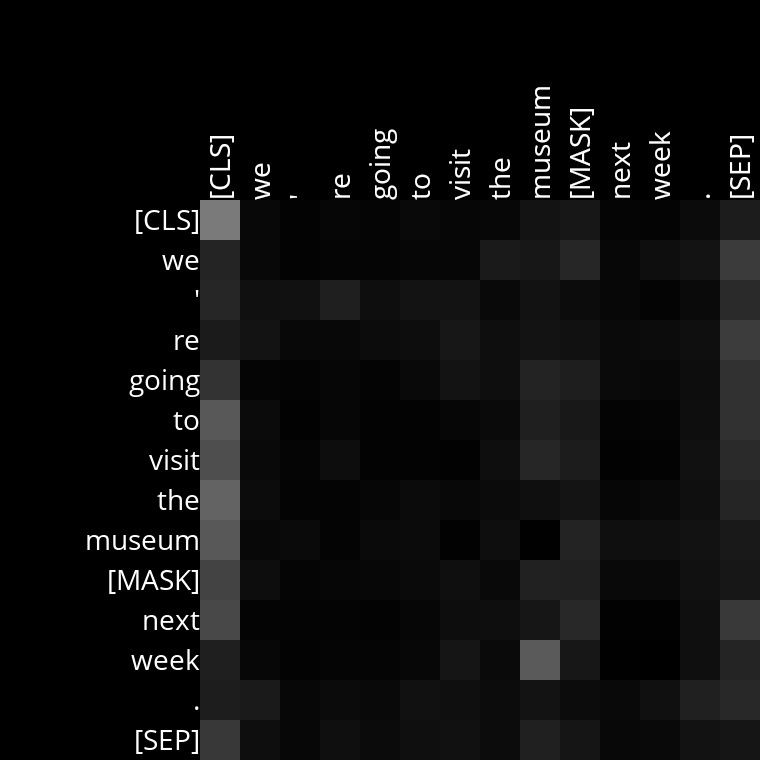 [CLS] we ' re going to visit the museum [MASK] next week . [SEP]
[CLS]
we
'
re
going
to
visit
the
museum
[MASK]
next
week
.
[SEP]